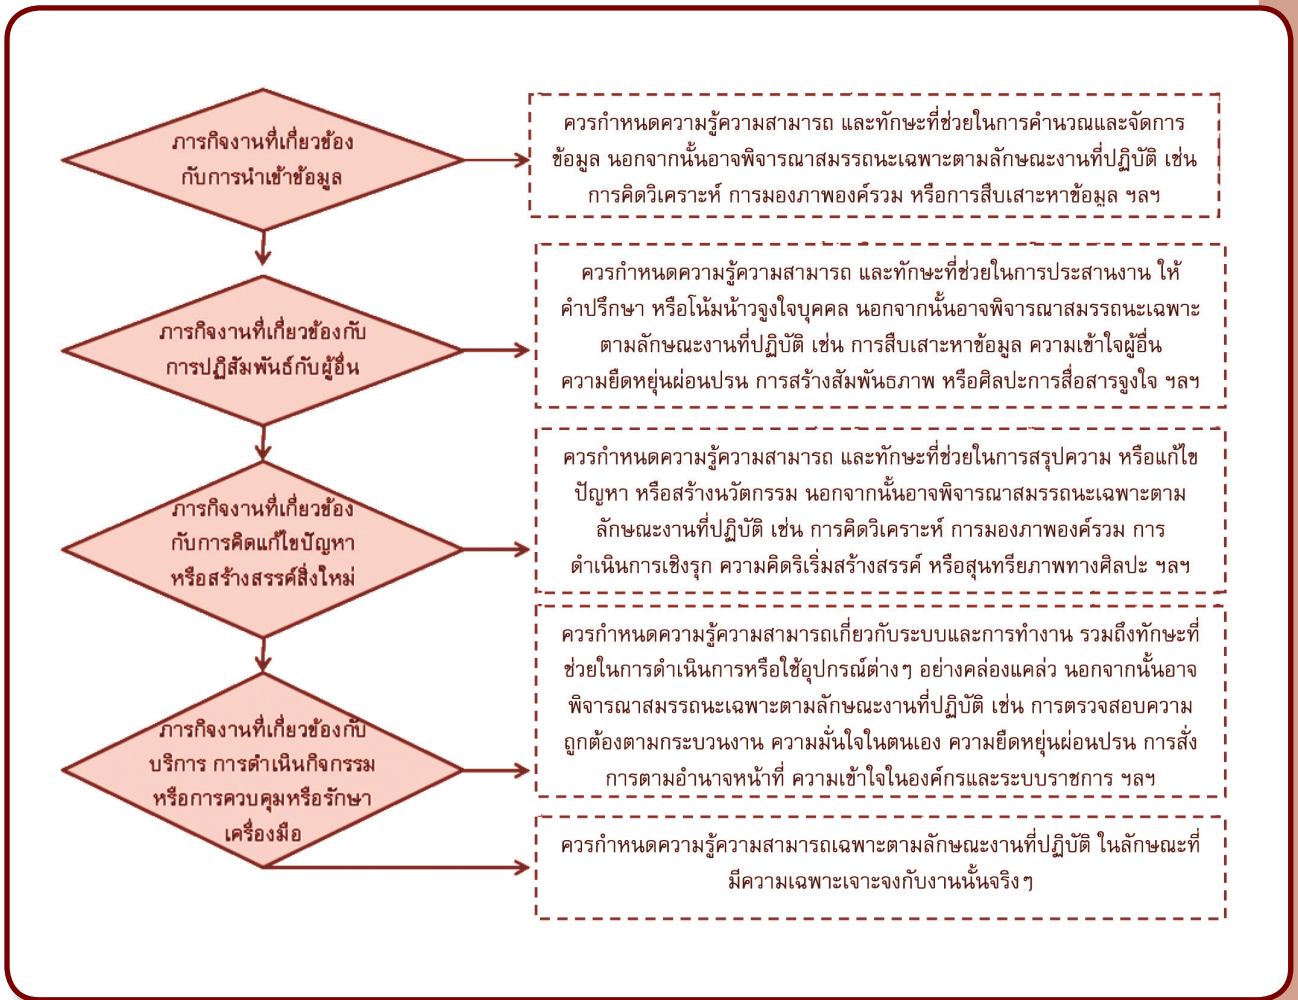 ภารกิจงานที่เกี่ยวข้อง
กับการนำเข้าข้อมูล
ควรกำหนดความรู้ความสามารถ และทักษะที่ช่วยในการคำนวณและจัดการ
ข้อมูล นอกจากนั้นอาจพิจารณาสมรรถนะเฉพาะตามลักษณะงานที่ปฏิบัติ เช่น
การคิดวิเคราะห์ การมองภาพองค์รวม หรือการสืบเสาะหาข้อมูล ฯลฯ
ภารกิจงานที่เกี่ยวข้องกับ
การปฏิสัมพันธ์กับผู้อื่น
ควรกำหนดความรู้ความสามารถ และทักษะที่ช่วยในการประสานงาน ให้
คำปรึกษา หรือโน้มน้าวจูงใจบุคคล นอกจากนั้นอาจพิจารณาสมรรถนะเฉพาะ
ตามลักษณะงานที่ปฏิบัติ เช่น การสืบเสาะหาข้อมูล ความเข้าใจผู้อื่น
ความยืดหยุ่นผ่อนปรน การสร้างสัมพันธภาพ หรือศิลปะการสื่อสารจูงใจ ฯลฯ
ภารกิจงานที่เกี่ยวข้อง
กับการคิดแก้ไขปัญหา
หรือสร้างสรรค์สิ่งใหม่
ควรกำหนดความรู้ความสามารถ และทักษะที่ช่วยในการสรุปความ หรือแก้ไข
ปัญหา หรือสร้างนวัตกรรม นอกจากนั้นอาจพิจารณาสมรรถนะเฉพาะตาม
ลักษณะงานที่ปฏิบัติ เช่น การคิดวิเคราะห์ การมองภาพองค์รวม การ
ดำเนินการเชิงรุก ความคิดริเริ่มสร้างสรรค์ หรือสุนทรียภาพทางศิลปะ ฯลฯ
ภารกิจงานที่เกี่ยวข้องกับ
บริการ การดำเนินกิจกรรม
หรือการควบคุมหรือรักษา
เครื่องมือ
ควรกำหนดความรู้ความสามารถเกี่ยวกับระบบและการทำงาน รวมถึงทักษะที่
ช่วยในการดำเนินการหรือใช้อุปกรณ์ต่างๆ อย่างคล่องแคล่ว นอกจากนั้นอาจ
พิจารณาสมรรถนะเฉพาะตามลักษณะงานที่ปฏิบัติ เช่น การตรวจสอบความ
ถูกต้องตามกระบวนงาน ความมั่นใจในตนเอง ความยืดหยุ่นผ่อนปรน การสั่ง
การตามอำนาจหน้าที่ ความเข้าใจในองค์กรและระบบราชการ ฯลฯ
ควรกำหนดความรู้ความสามารถเฉพาะตามลักษณะงานที่ปฏิบัติ ในลักษณะที่
มีความเฉพาะเจาะจงกับงานนั้นจริงๆ